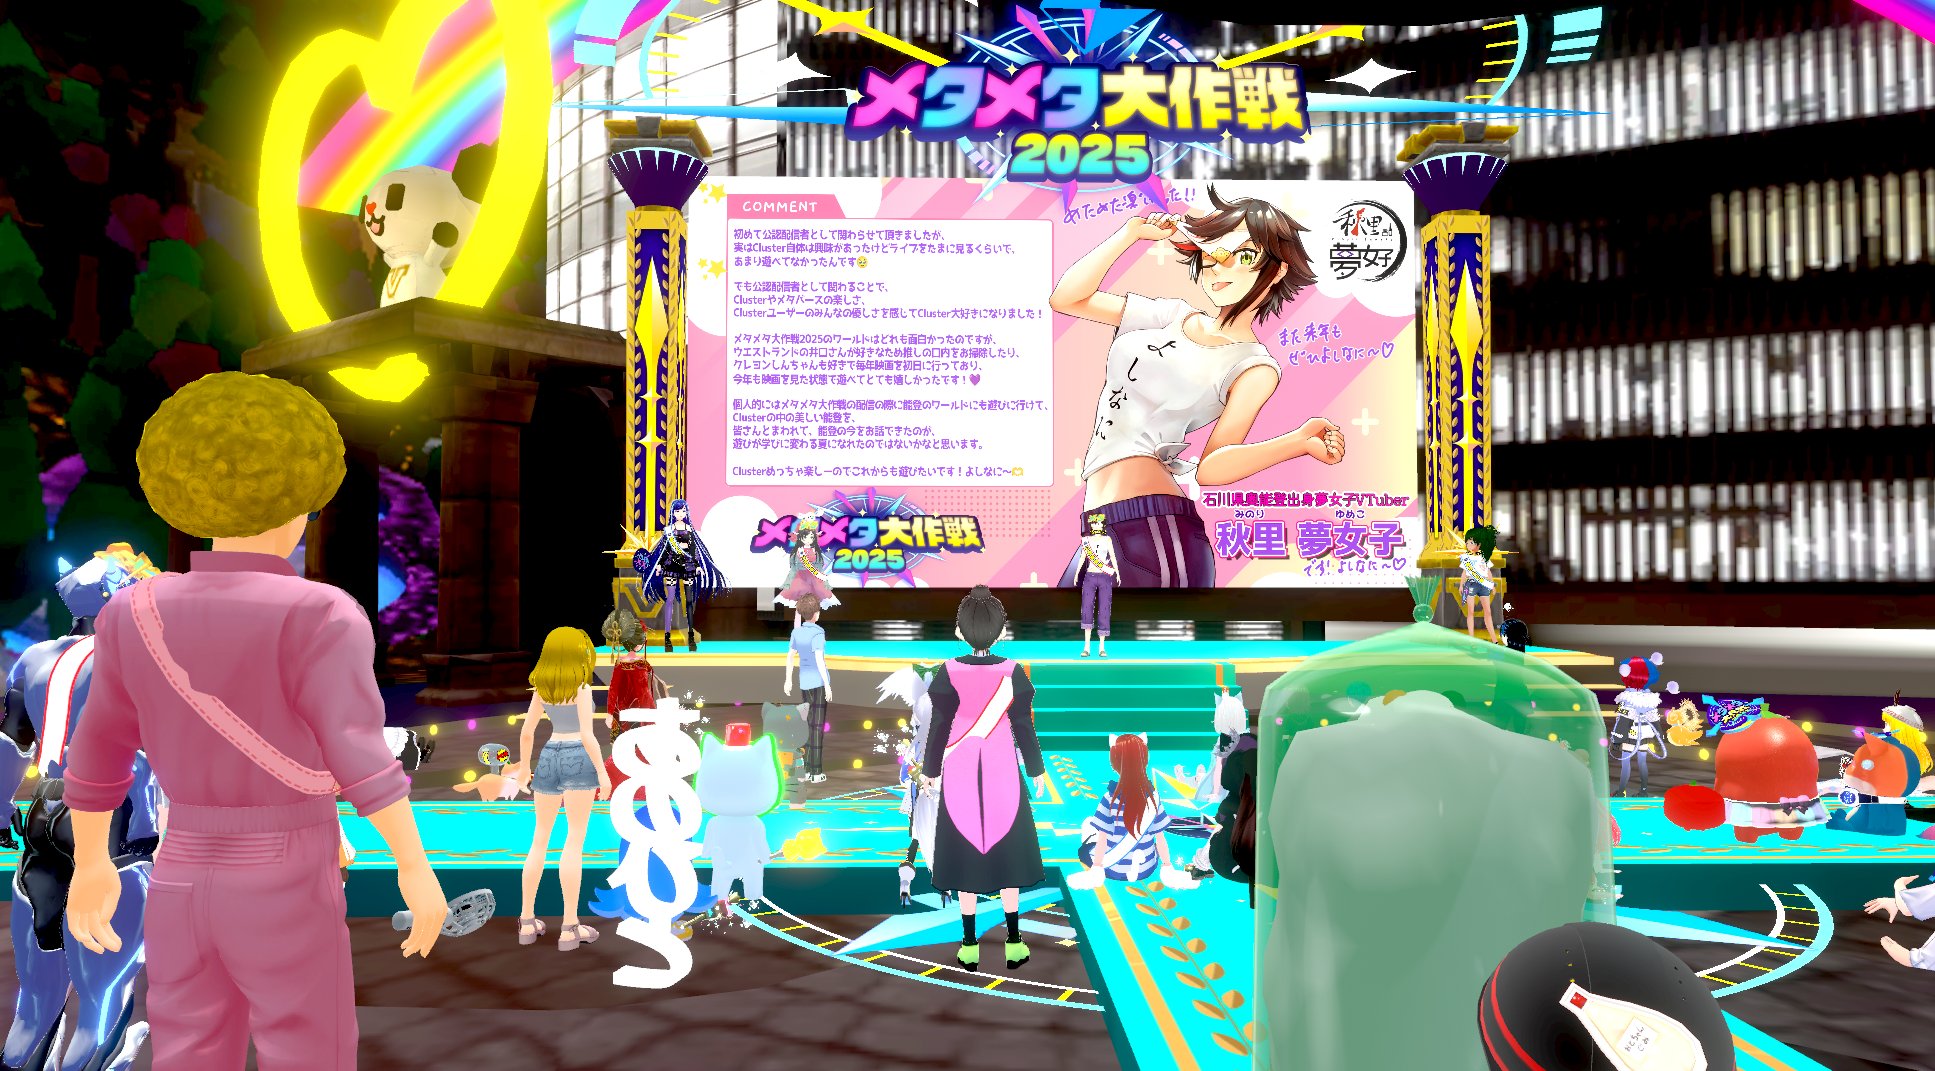 メタメタ大作戦
2025
COMMENT
初めて公認配信者として関わらせて頂きましたが、
実はCluster自体は興味があったけどライブをたまに見るくらいで、
あまり遊べてなかったんです🥹
でも公認配信者として関わることで、
Clusterやメタバースの楽しさ、
Clusterユーザーのみんなの優しさを感じてCluster大好きになりました！
メタメタ大作戦2025のワールドはどれも面白かったのですが、
ウエストランドの井口さんが好きなため推しの口内をお掃除したり、
クレヨンしんちゃんも好きで毎年映画を初日に行っており、
今年も映画を見た状態で遊べてとても嬉しかったです！💜
個人的にはメタメタ大作戦の配信の際に能登のワールドにも遊びに行けて、
Clusterの中の美しい能登を、
皆さんとまわれて、能登の今をお話できたのが、
遊びが学びに変わる夏になれたのではないかなと思います。
Clusterめっちゃ楽しーのでこれからも遊びたいです！よしなに〜🫶
秋里
夢女子
また来年も
ぜひよしなに〜♡
よしなに
石川県奥能登出身夢女子VTuber
みのり ゆめこ
秋里 夢女子
です！よしなに〜♡
メタメタ大作戦
2025